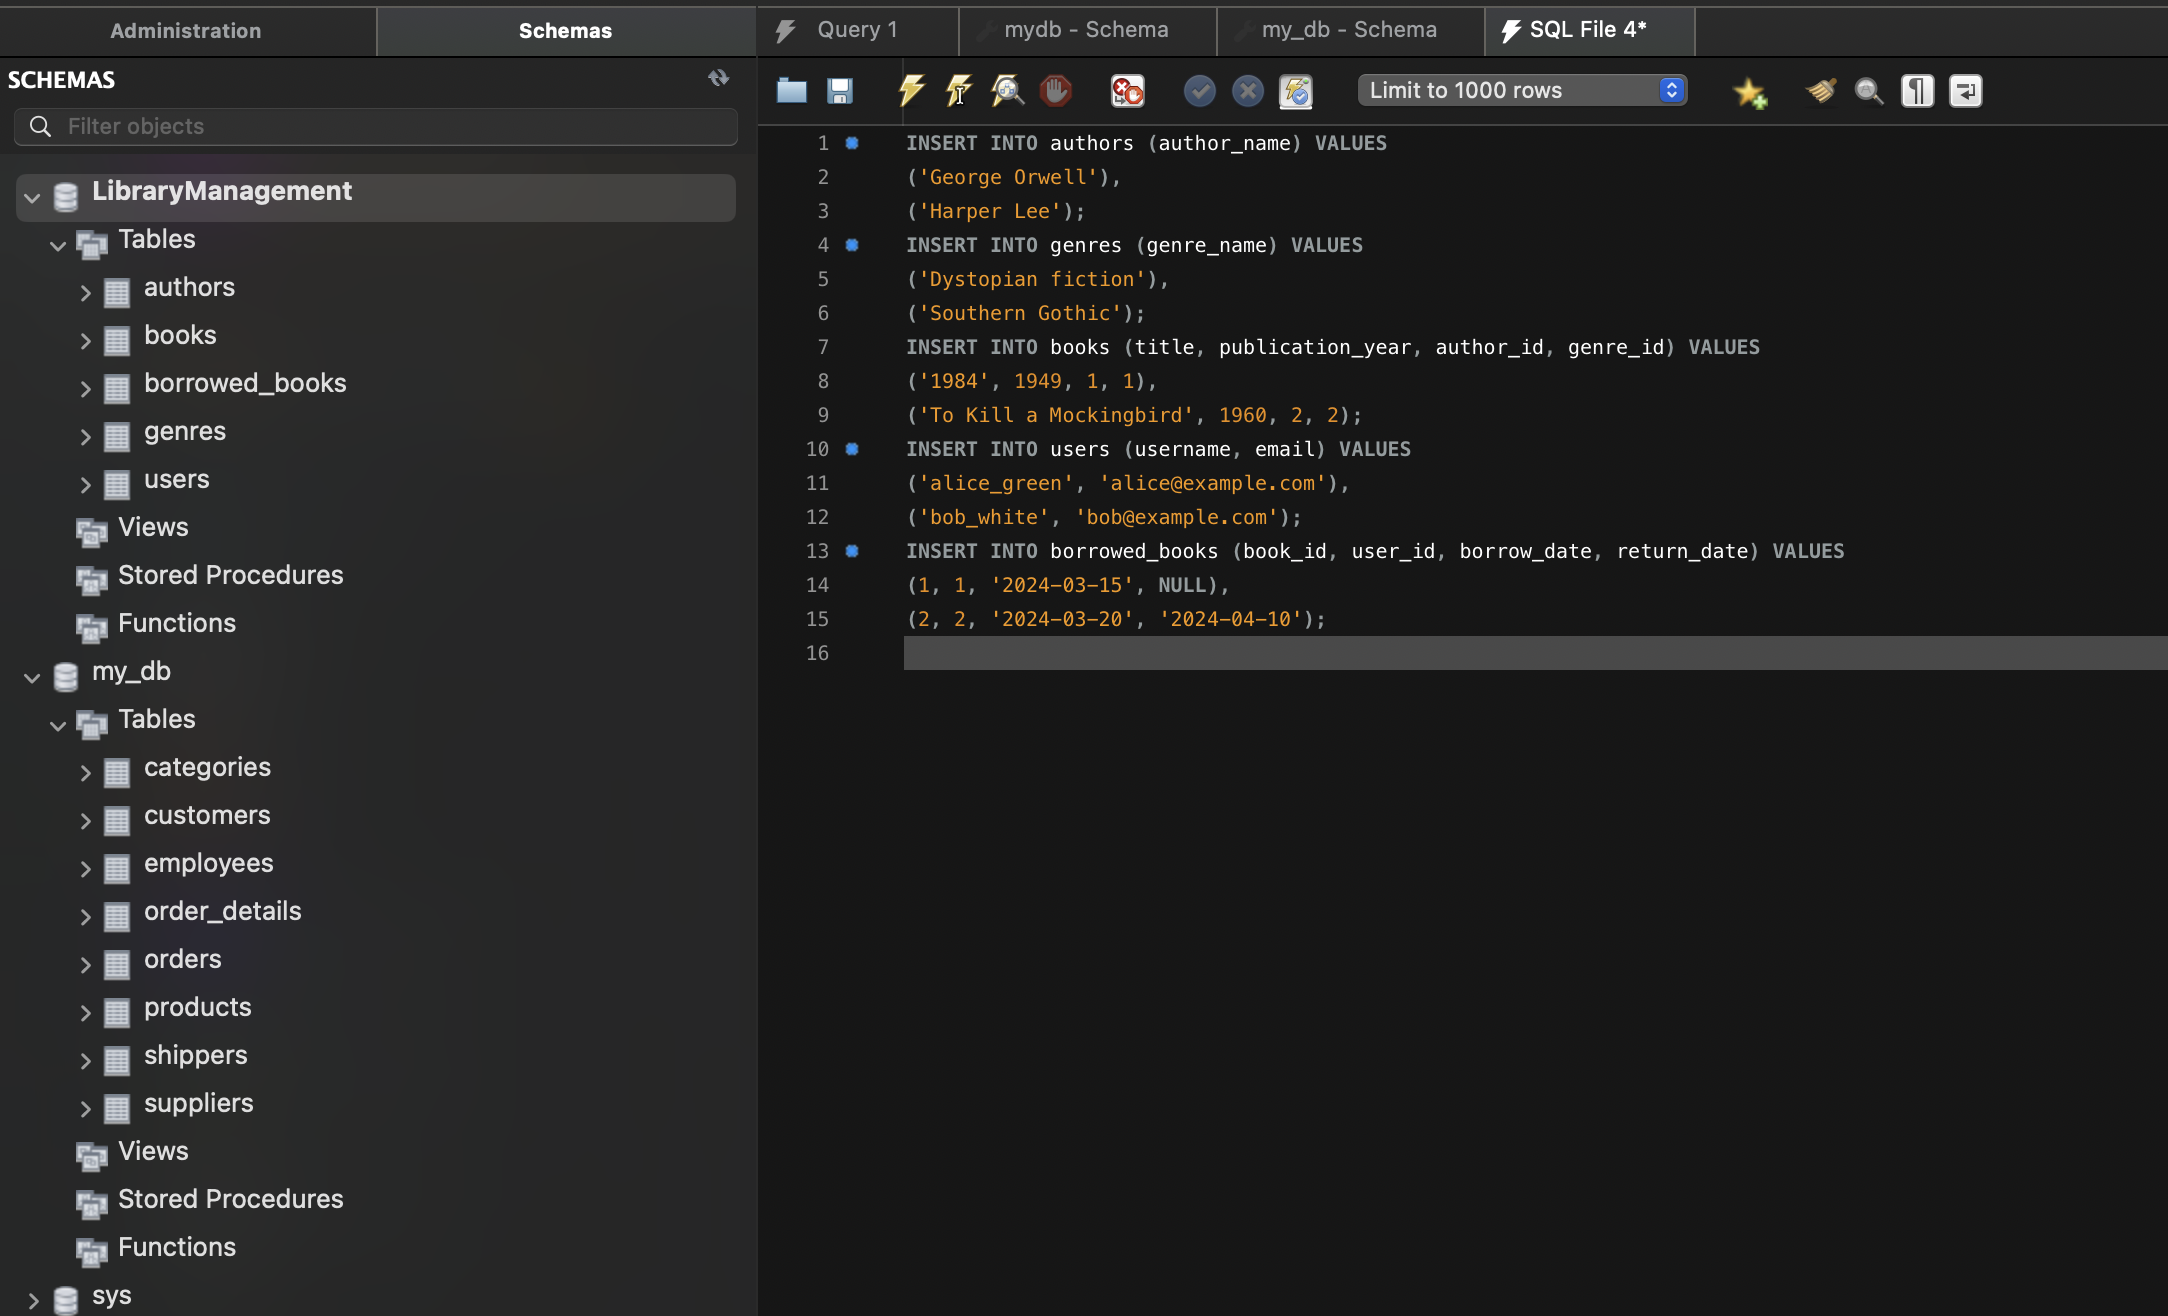 Administration
Schemas
SCHEMAS
Filter objects
LibraryManagement
Tables
authors
books
borrowed_books
genres
users
Views
Stored Procedures
Functions
my_db
Tables
categories
customers
employees
order_details
orders
products
shippers
suppliers
Views
Stored Procedures
Functions
sys
Query 1
mydb - Schema
my_db - Schema
SQL File 4*
Limit to 1000 rows
1 INSERT INTO authors (author_name) VALUES
2 ('George Orwell'),
3 ('Harper Lee');
4 INSERT INTO genres (genre_name) VALUES
5 ('Dystopian fiction'),
6 ('Southern Gothic');
7 INSERT INTO books (title, publication_year, author_id, genre_id) VALUES
8 ('1984', 1949, 1, 1),
9 ('To Kill a Mockingbird', 1960, 2, 2);
10 INSERT INTO users (username, email) VALUES
11 ('alice_green', 'alice@example.com'),
12 ('bob_white', 'bob@example.com');
13 INSERT INTO borrowed_books (book_id, user_id, borrow_date, return_date) VALUES
14 (1, 1, '2024-03-15', NULL),
15 (2, 2, '2024-03-20', '2024-04-10');
16